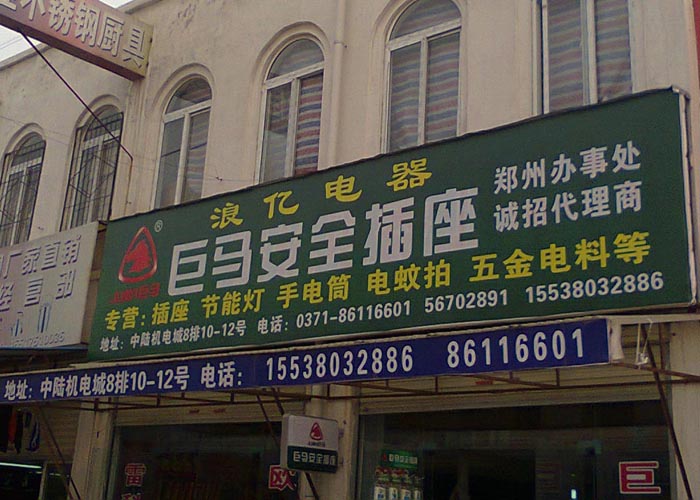 不锈钢厨具
厂家直销
浪亿电器
®
巨马安全插座
郑州办事处
诚招代理商
专营：插座 节能灯 手电筒 电蚊拍 五金电料等
地址：中陆机电城8排10-12号 电话：0371-86116601 56702891 15538032886
地址：中陆机电城8排10-12号 电话：15538032886 86116601
巨马安全插座
雷
欧
巨